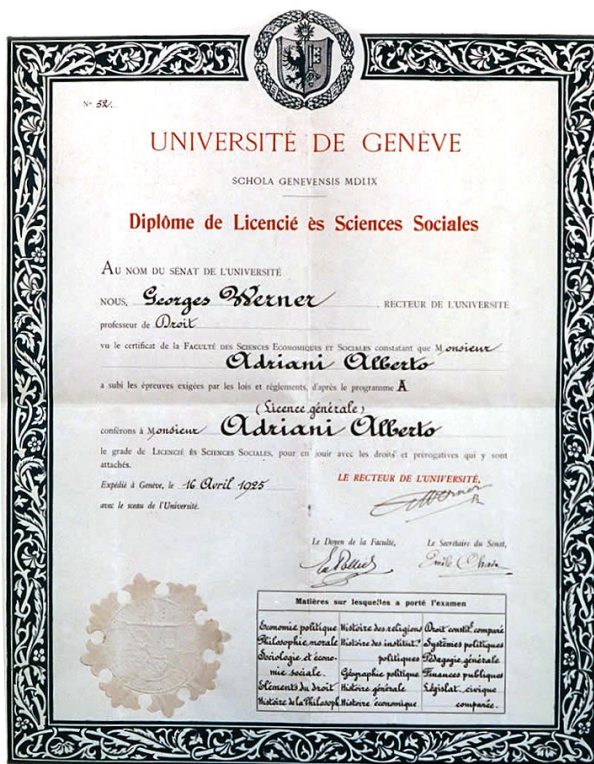 Nº 52.
UNIVERSITÉ DE GENÈVE
SCHOLA GENEVENSIS MDLIX
Diplôme de Licencié ès Sciences Sociales
AU NOM DU SÉNAT DE L'UNIVERSITÉ
NOUS, Georges Werner, RECTEUR DE L'UNIVERSITÉ
professeur de Droit
vu le certificat de la FACULTÉ DES SCIENCES ECONOMIQUES ET SOCIALES constatant que Monsieur
Adriani Alberto
a subi les épreuves exigées par les lois et règlements, d'après le programme A
(Licence générale)
conférons à Monsieur Adriani Alberto
le grade de LICENCIÉ ÈS SCIENCES SOCIALES, pour en jouir avec les droits et prérogatives qui y sont
attachés.
Expédié à Genève, le 16 Avril 1925
avec le sceau de l'Université.
LE RECTEUR DE L'UNIVERSITÉ,
GWerner
Le Doyen de la Faculté, Le Secrétaire du Sénat,
Matières sur lesquelles a porté l'examen
Economie politique Histoire des religions Droit constit. comparé
Philosophie morale Histoire des institut.s Systèmes politiques
Sociologie et écono- politiques Pédagogie générale
mie sociale. Géographie politique Finances publiques
Eléments du droit Histoire générale Législat. civique
Histoire de la Philosoph. Histoire économique comparée.